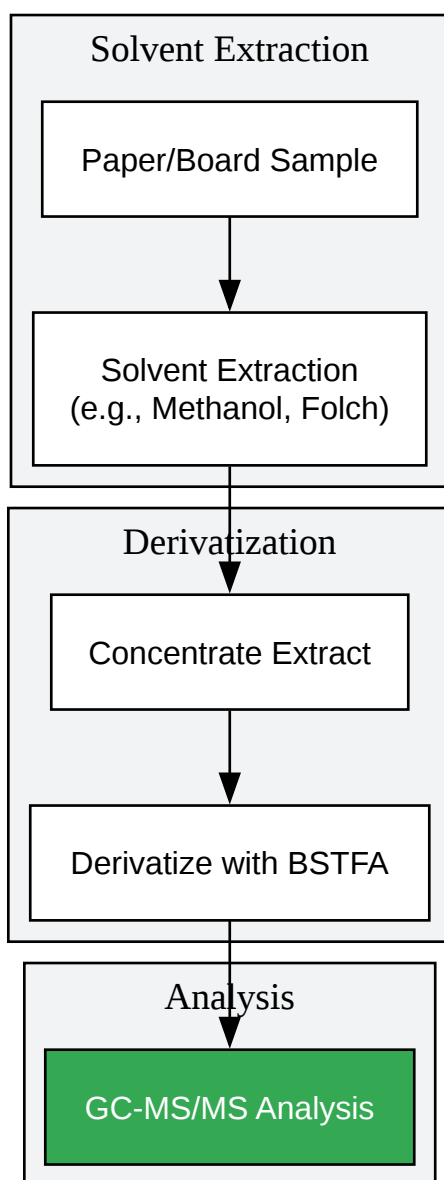 Solvent Extraction
Paper/Board Sample
Solvent Extraction
(e.g., Methanol, Folch)
Derivatization
Concentrate Extract
Derivatize with BSTFA
Analysis
GC-MS/MS Analysis